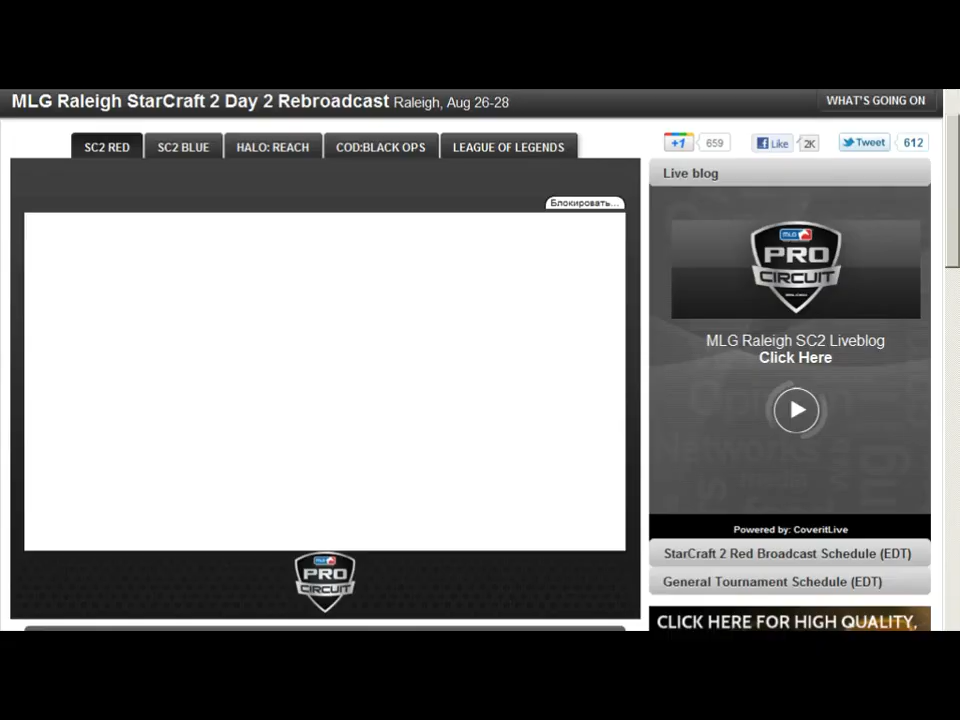 MLG Raleigh StarCraft 2 Day 2 Rebroadcast Raleigh, Aug 26-28
WHAT'S GOING ON
SC2 RED SC2 BLUE HALO: REACH COD:BLACK OPS LEAGUE OF LEGENDS
+1 659 Like 2K Tweet 612
Live blog
Блокировать...
MLG
PRO
CIRCUIT
MLG Raleigh SC2 Liveblog
Click Here
Powered by: CoveritLive
StarCraft 2 Red Broadcast Schedule (EDT)
General Tournament Schedule (EDT)
MLG
PRO
CIRCUIT
CLICK HERE FOR HIGH QUALITY,